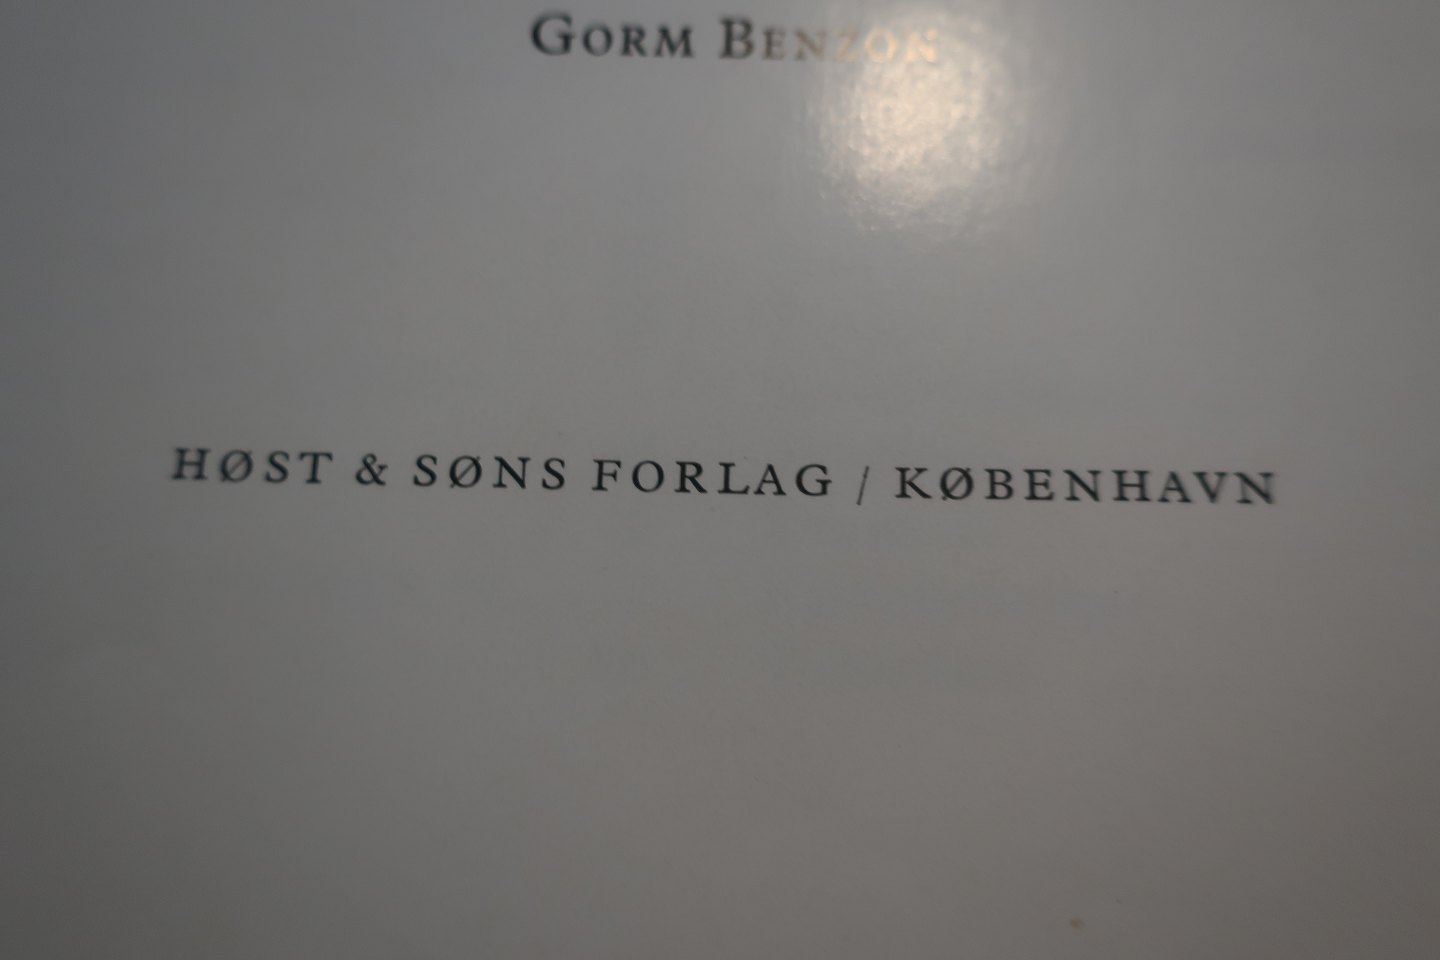 GORM BENZON
HØST & SØNS FORLAG / KØBENHAVN